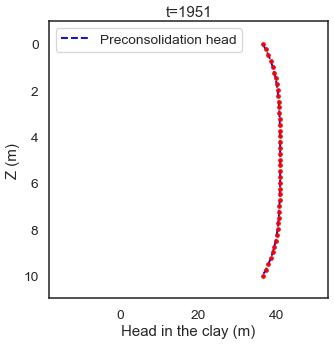 t=1951
Preconsolidation head
0
2
4
6
8
10
Z (m)
0
20
40
Head in the clay (m)